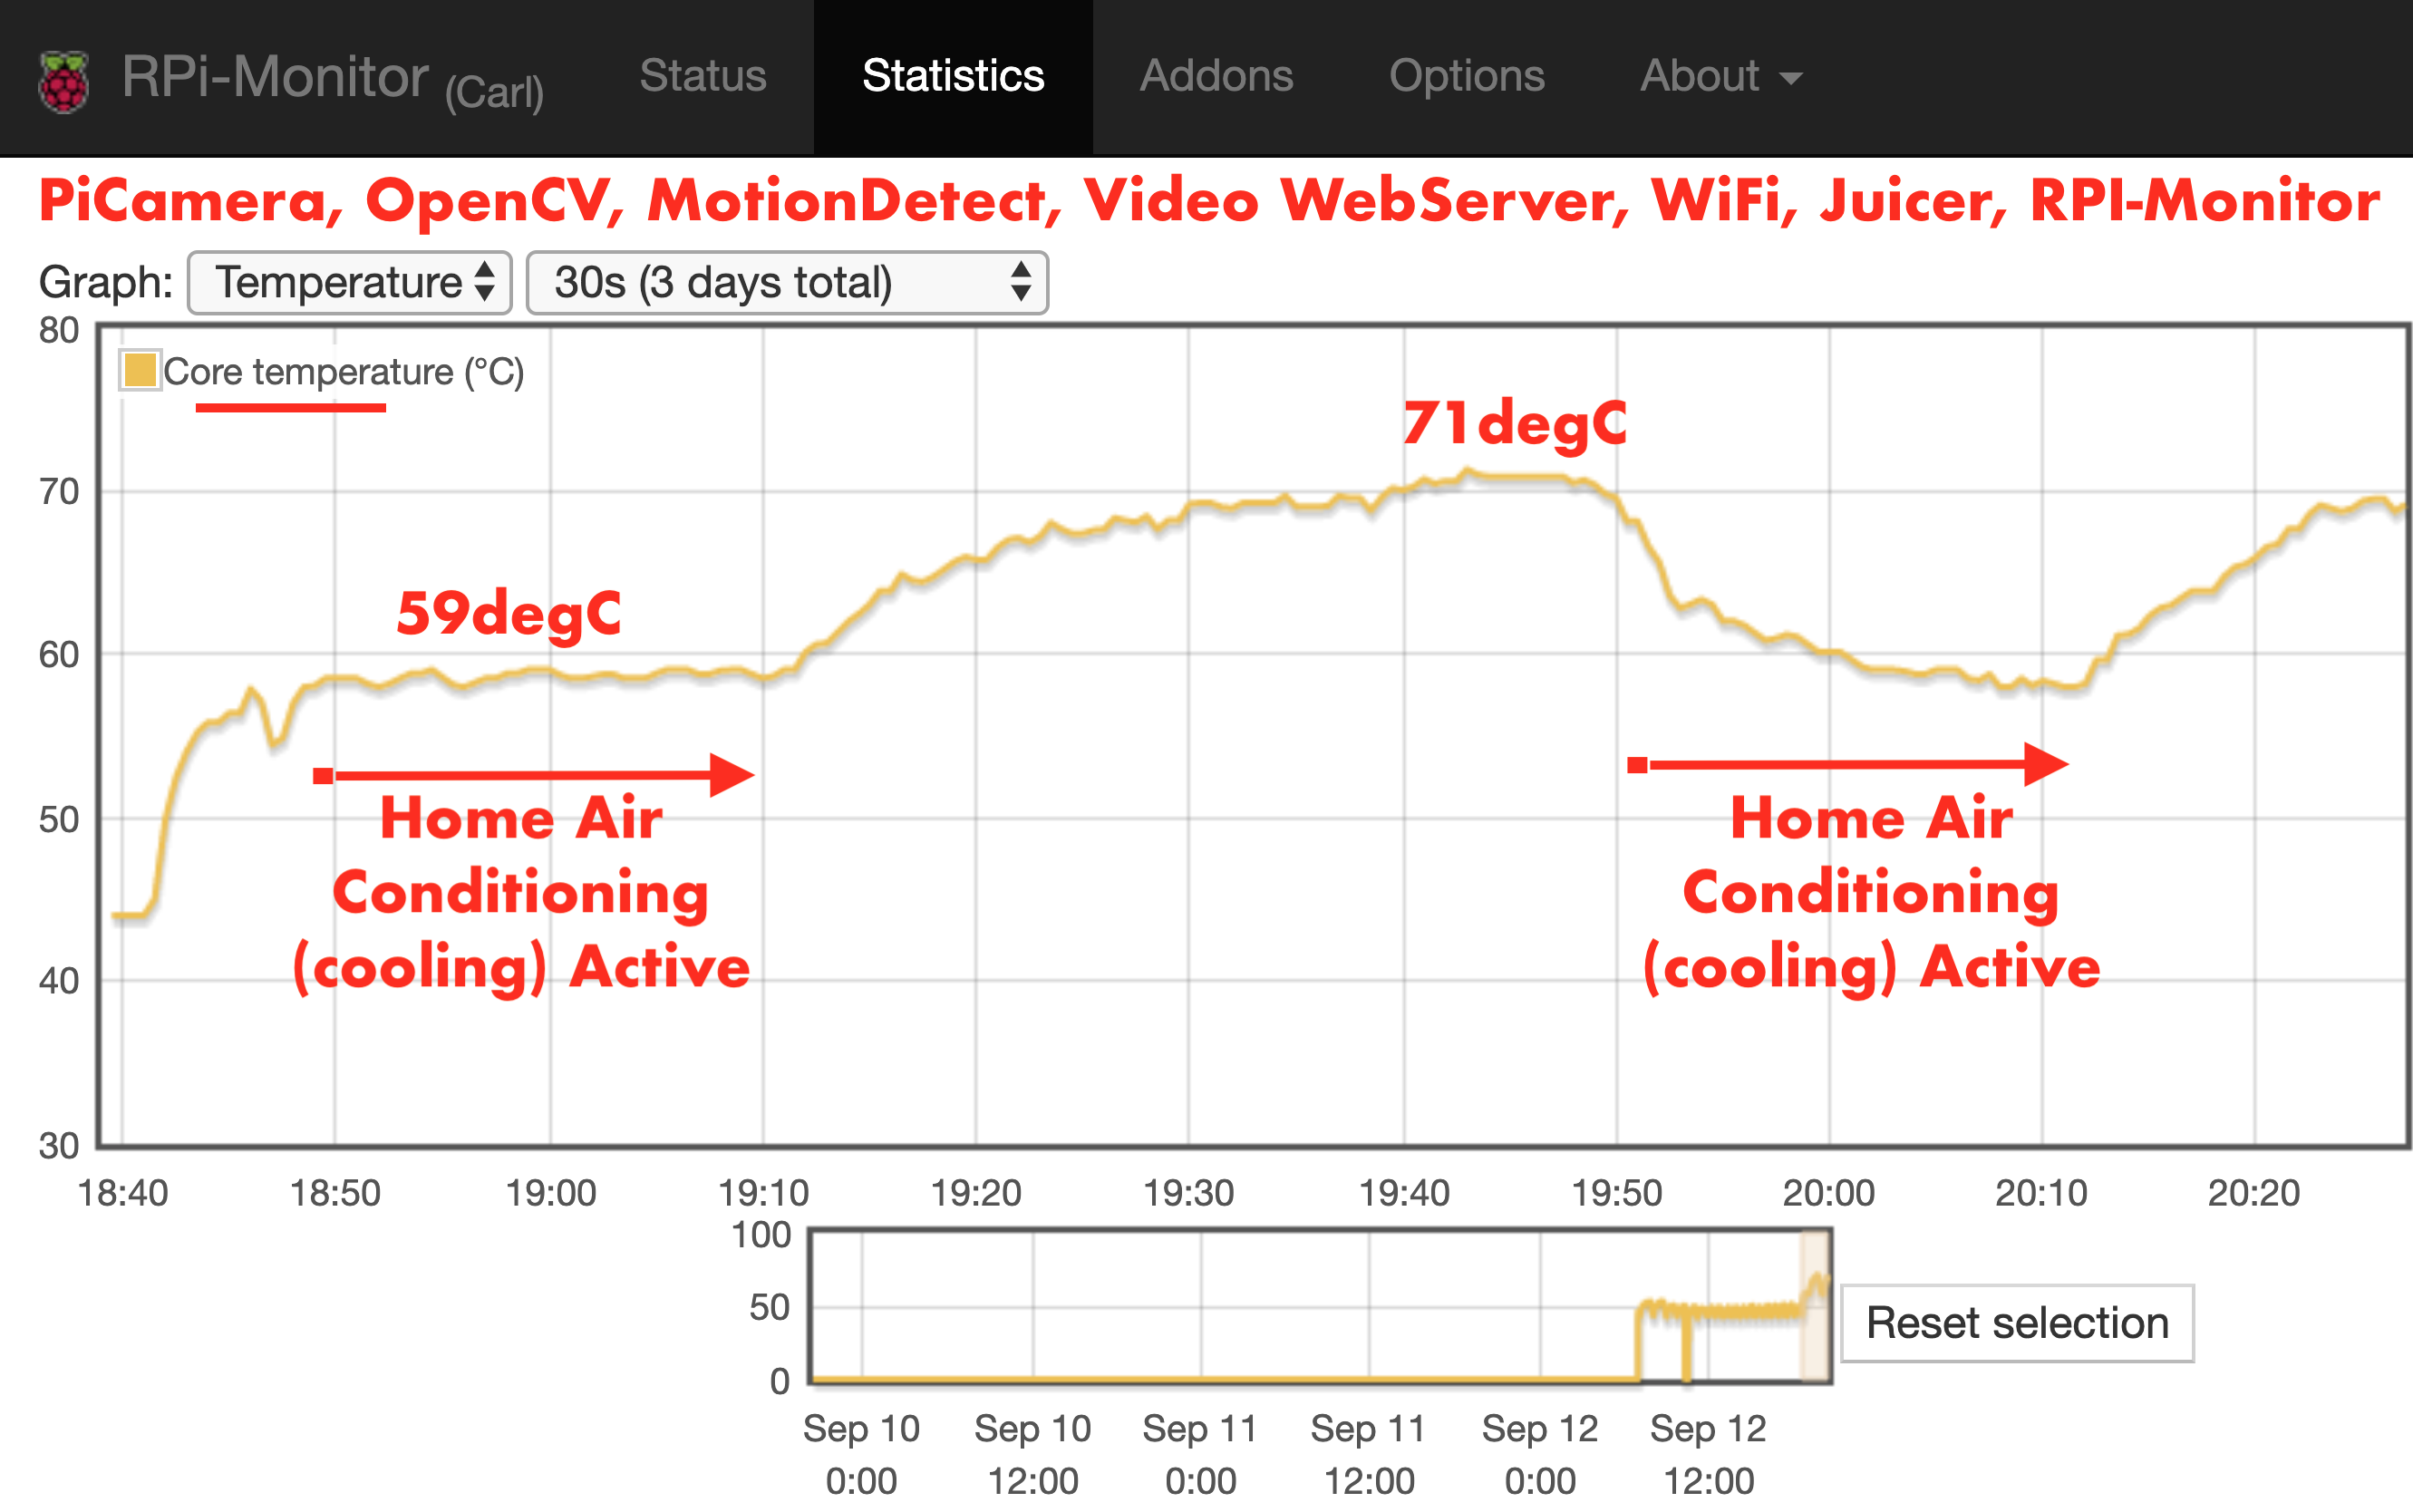 RPi-Monitor (Carl) Status Statistics Addons Options About
PiCamera, OpenCV, MotionDetect, Video WebServer, WiFi, Juicer, RPI-Monitor
Graph: Temperature 30s (3 days total)
80
Core temperature (°C)
71degC
70
59degC
60
50
Home Air
Conditioning
(cooling) Active
Home Air
Conditioning
(cooling) Active
40
30
18:40 18:50 19:00 19:10 19:20 19:30 19:40 19:50 20:00 20:10 20:20
100
50
0
Reset selection
Sep 10 Sep 10 Sep 11 Sep 11 Sep 12 Sep 12
0:00 12:00 0:00 12:00 0:00 12:00